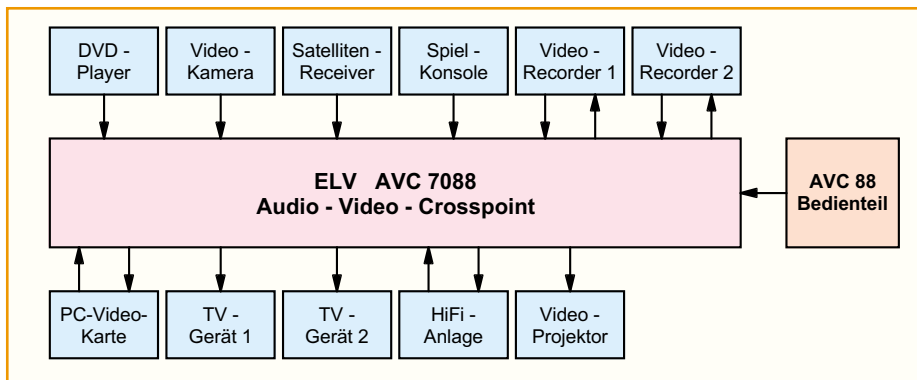 DVD -
Player
Video -
Kamera
Satelliten -
Receiver
Spiel -
Konsole
Video -
Recorder 1
Video -
Recorder 2
ELV AVC 7088
Audio - Video - Crosspoint
AVC 88
Bedienteil
PC-Video-
Karte
TV -
Gerät 1
TV -
Gerät 2
HiFi -
Anlage
Video -
Projektor